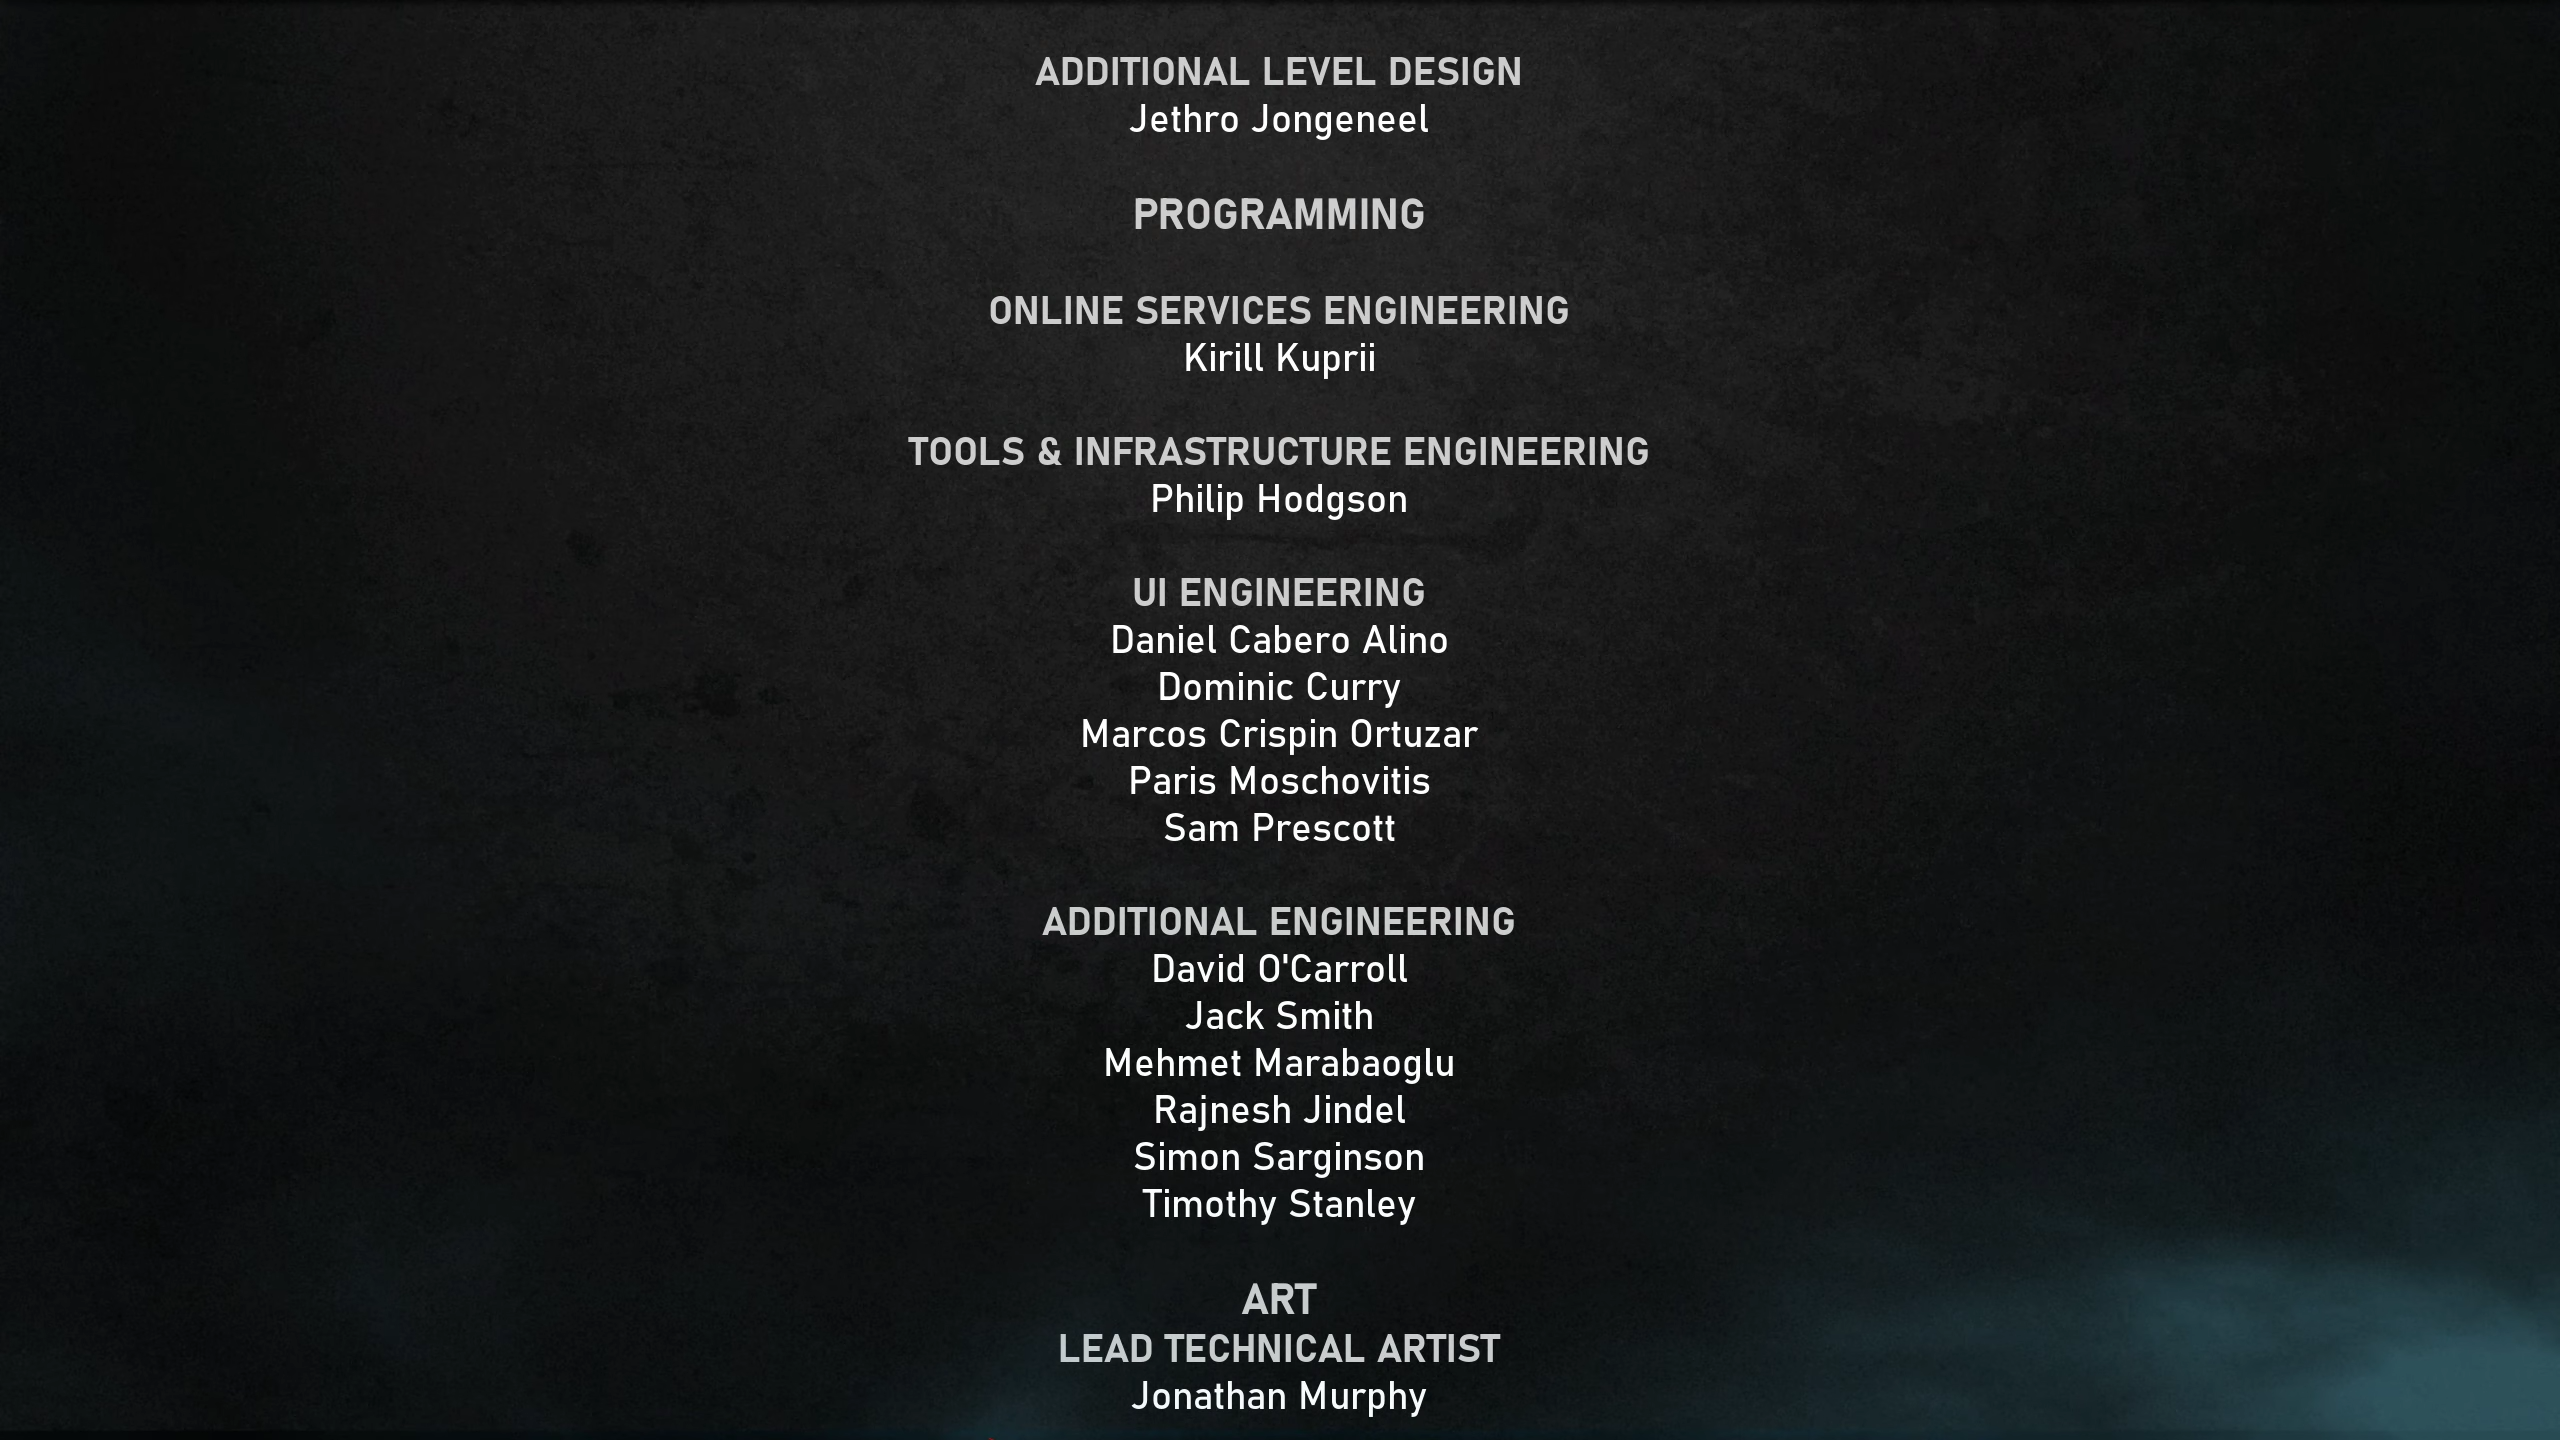 ADDITIONAL LEVEL DESIGN
Jethro Jongeneel
PROGRAMMING
ONLINE SERVICES ENGINEERING
Kirill Kuprii
TOOLS & INFRASTRUCTURE ENGINEERING
Philip Hodgson
UI ENGINEERING
Daniel Cabero Alino
Dominic Curry
Marcos Crispin Ortuzar
Paris Moschovitis
Sam Prescott
ADDITIONAL ENGINEERING
David O'Carroll
Jack Smith
Mehmet Marabaoglu
Rajnesh Jindel
Simon Sarginson
Timothy Stanley
ART
LEAD TECHNICAL ARTIST
Jonathan Murphy